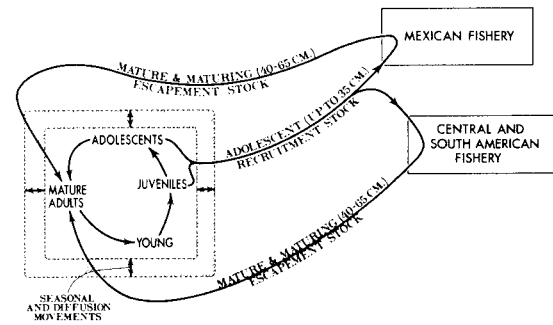 MEXICAN FISHERY
MATURE & MATURING (40-65 CM.)
ESCAPEMENT STOCK
ADOLESCENT (UP TO 35 CM.)
RECRUITMENT STOCK
CENTRAL AND
SOUTH AMERICAN
FISHERY
ADOLESCENTS
MATURE
ADULTS
JUVENILES
YOUNG
MATURE & MATURING (40-65 CM.)
ESCAPEMENT STOCK
SEASONAL
AND DIFFUSION
MOVEMENTS